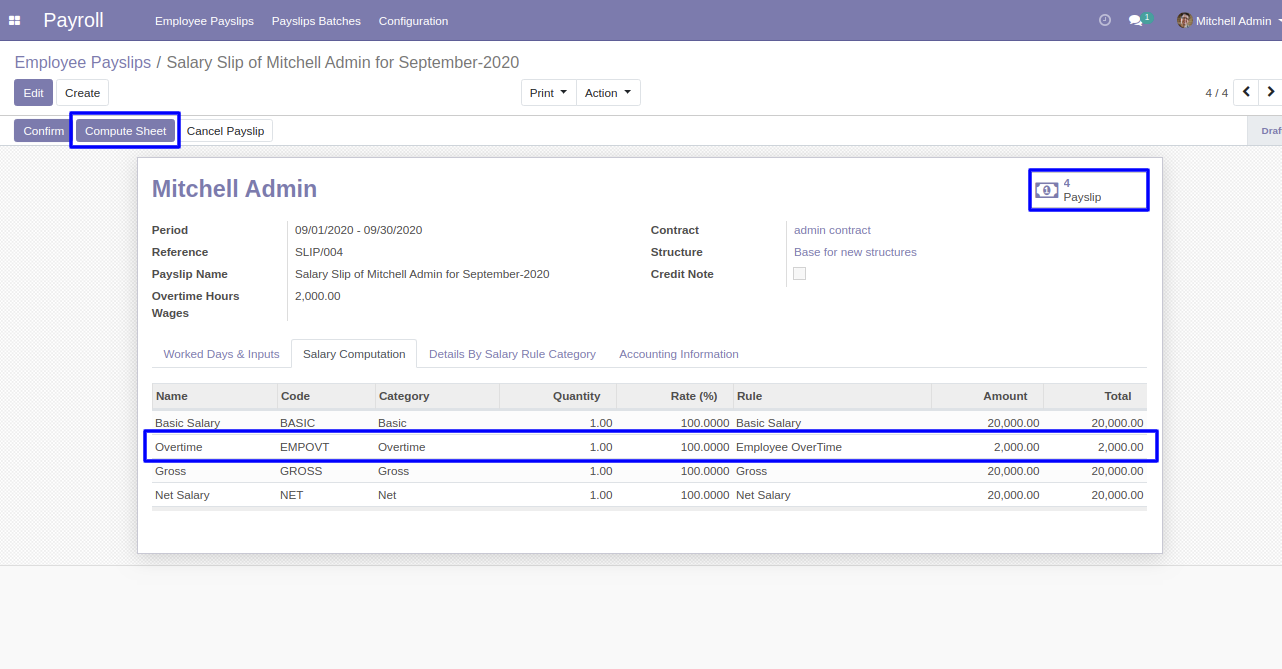 Payroll Employee Payslips Payslips Batches Configuration 1 Mitchell Admin
Employee Payslips / Salary Slip of Mitchell Admin for September-2020
Edit Create Print Action 4 / 4
Confirm Compute Sheet Cancel Payslip Draf
Mitchell Admin
4
Payslip
Period 09/01/2020 - 09/30/2020 Contract admin contract
Reference SLIP/004 Structure Base for new structures
Payslip Name Salary Slip of Mitchell Admin for September-2020 Credit Note
Overtime Hours 2,000.00
Wages
Worked Days & Inputs Salary Computation Details By Salary Rule Category Accounting Information
Name Code Category Quantity Rate (%) Rule Amount Total
Basic Salary BASIC Basic 1.00 100.0000 Basic Salary 20,000.00 20,000.00
Overtime EMPOVT Overtime 1.00 100.0000 Employee OverTime 2,000.00 2,000.00
Gross GROSS Gross 1.00 100.0000 Gross 20,000.00 20,000.00
Net Salary NET Net 1.00 100.0000 Net Salary 20,000.00 20,000.00